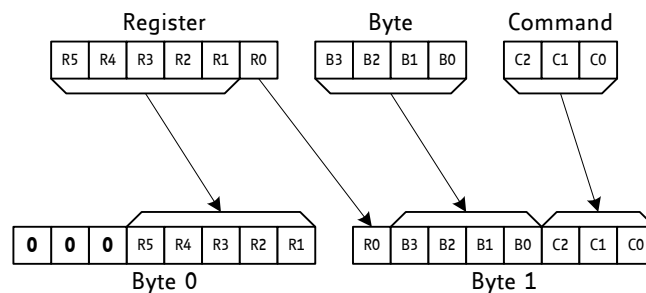 Register Byte Command
R5 R4 R3 R2 R1 R0 B3 B2 B1 B0 C2 C1 C0
0 0 0 R5 R4 R3 R2 R1 R0 B3 B2 B1 B0 C2 C1 C0
Byte 0 Byte 1